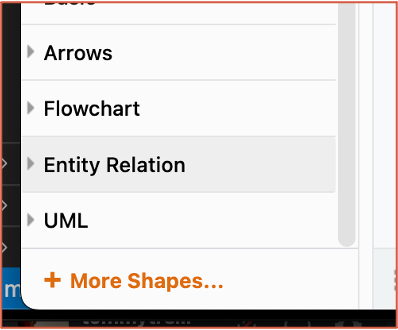 Arrows
Flowchart
Entity Relation
UML
+ More Shapes...
m